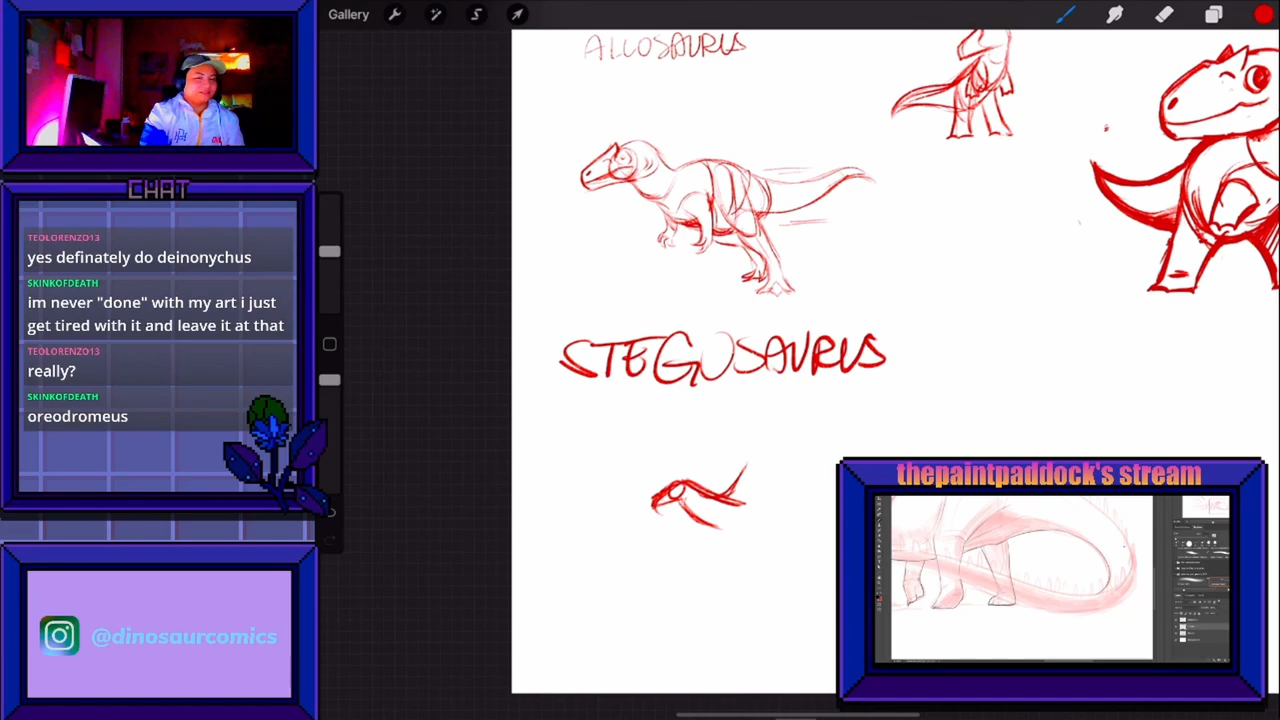 Gallery
CHAT
TEOLORENZO13
yes definately do deinonychus
SKINKOFDEATH
im never "done" with my art i just
get tired with it and leave it at that
TEOLORENZO13
really?
SKINKOFDEATH
oreodromeus
@dinosaurcomics
ALLOSAURUS
STEGOSAURUS
thepaintpaddock's stream